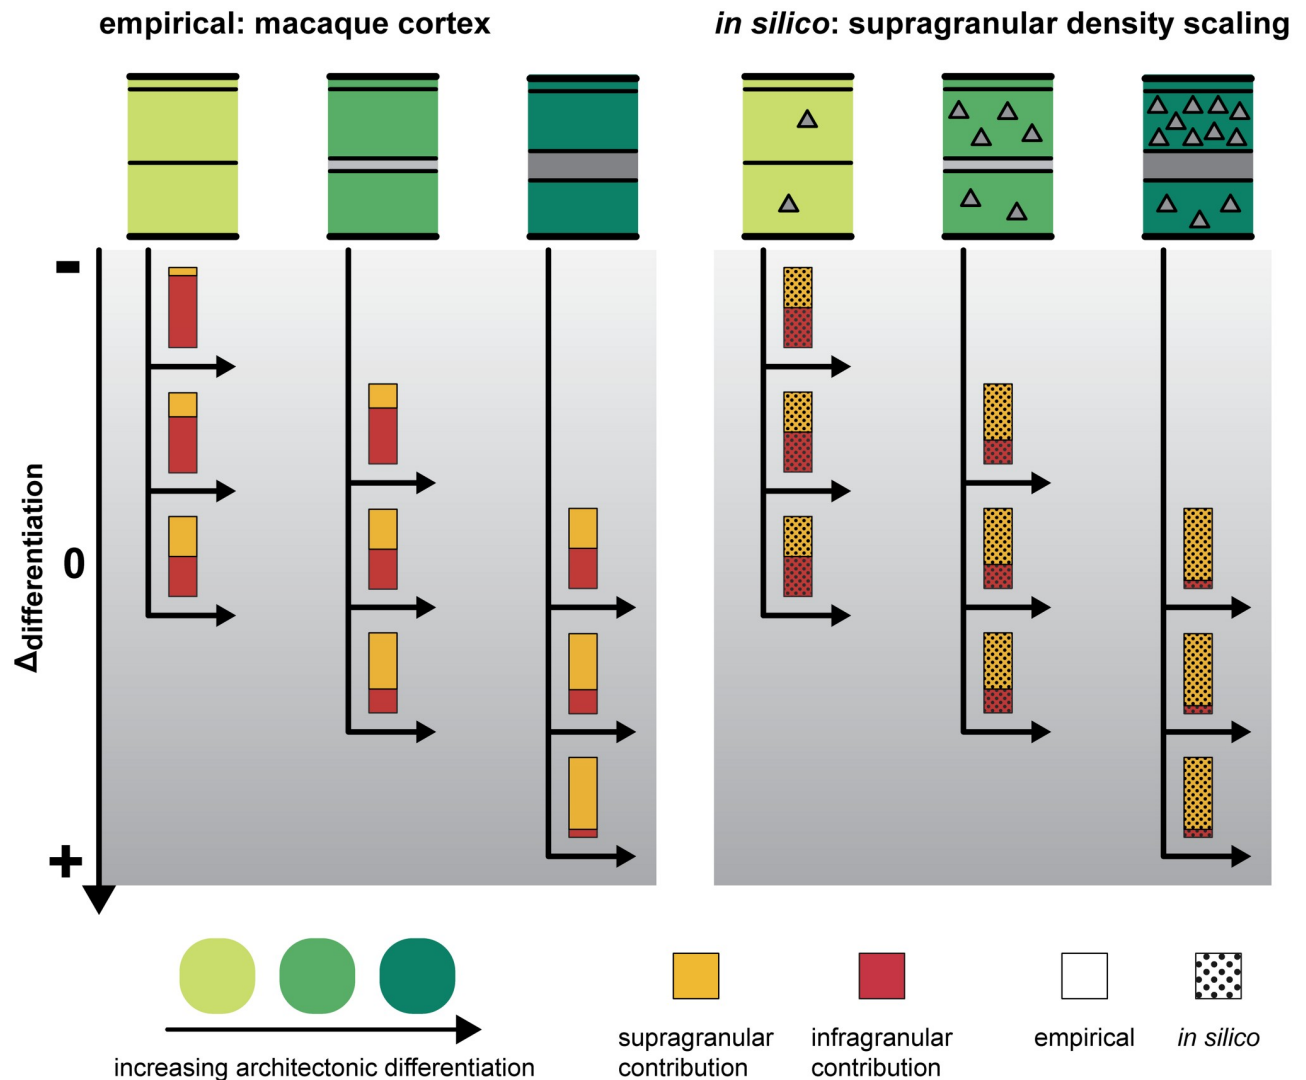 empirical: macaque cortex
in silico: supragranular density scaling
-
0
+
Δdifferentiation
increasing architectonic differentiation
supragranular
contribution
infragranular
contribution
empirical
in silico